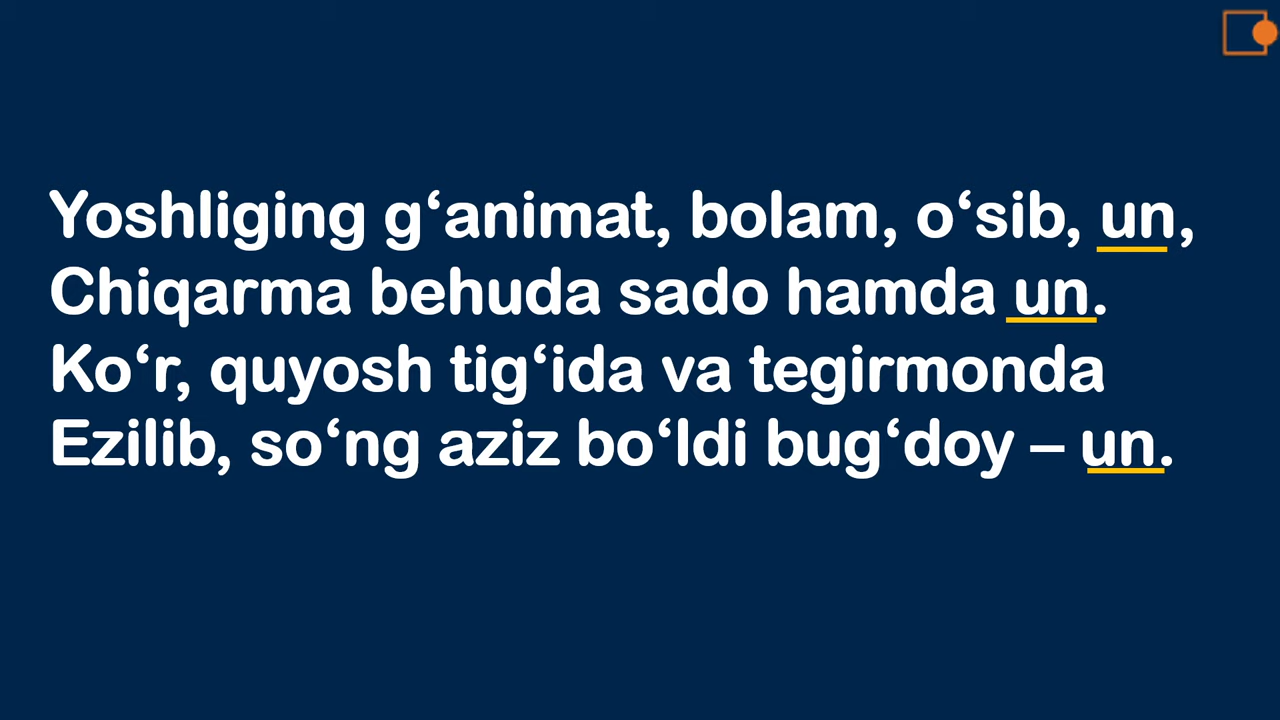 Yoshliging g‘animat, bolam, o‘sib, un,
Chiqarma behuda sado hamda un.
Ko‘r, quyosh tig‘ida va tegirmonda
Ezilib, so‘ng aziz bo‘ldi bug‘doy – un.